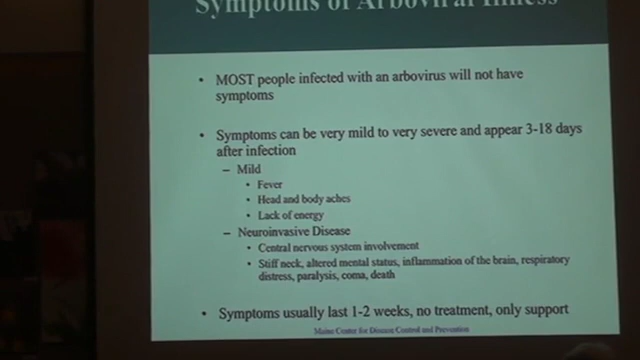 Symptoms of Arboviral Illness
• MOST people infected with an arbovirus will not have
symptoms
• Symptoms can be very mild to very severe and appear 3-18 days
after infection
– Mild
• Fever
• Head and body aches
• Lack of energy
– Neuroinvasive Disease
• Central nervous system involvement
• Stiff neck, altered mental status, inflammation of the brain, respiratory
distress, paralysis, coma, death
• Symptoms usually last 1-2 weeks, no treatment, only support
Maine Center for Disease Control and Prevention